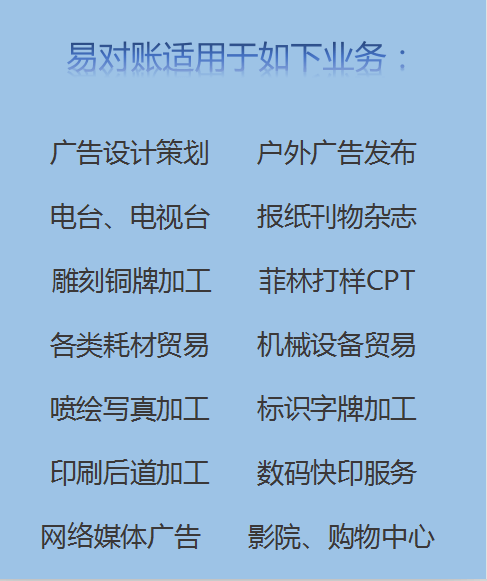 易对账适用于如下业务：
广告设计策划 户外广告发布
电台、电视台 报纸刊物杂志
雕刻铜牌加工 菲林打样CPT
各类耗材贸易 机械设备贸易
喷绘写真加工 标识字牌加工
印刷后道加工 数码快印服务
网络媒体广告 影院、购物中心